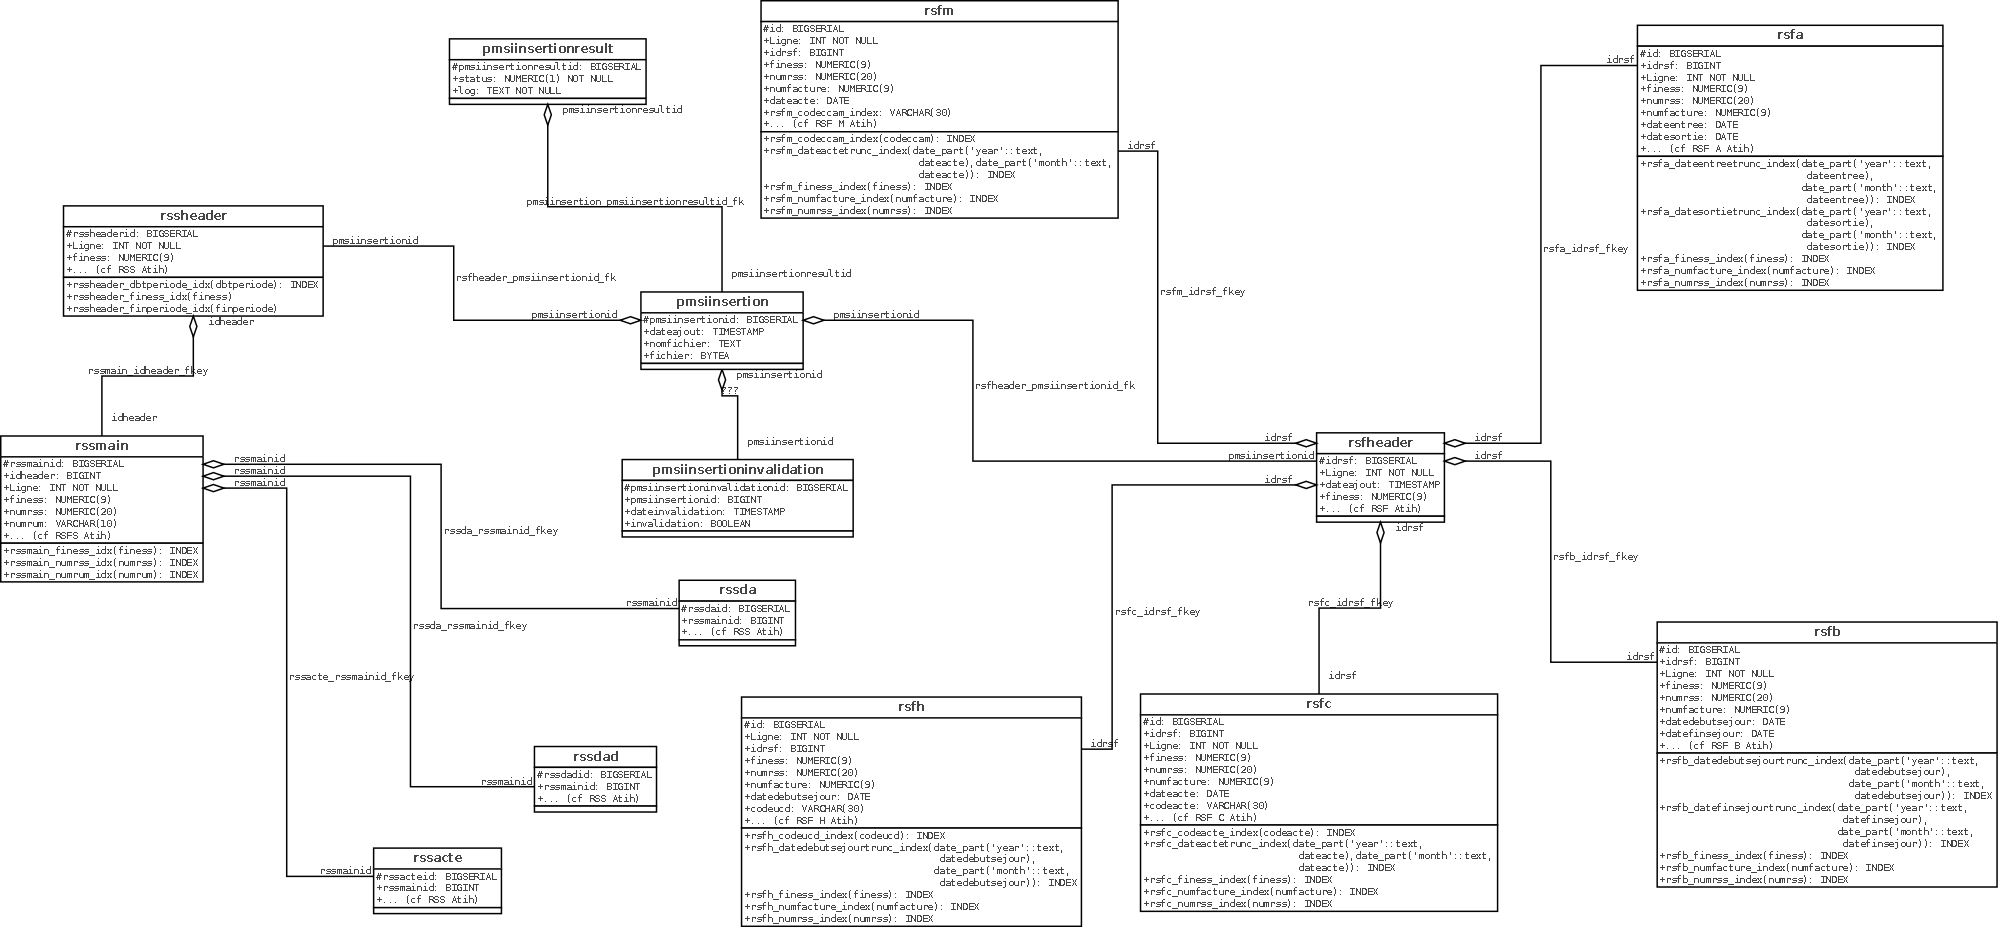 rsfm
#id: BIGSERIAL
+Ligne: INT NOT NULL
+idrsf: BIGINT
+finess: NUMERIC(9)
+numrss: NUMERIC(20)
+numfacture: NUMERIC(9)
+dateacte: DATE
+rsfm_codeccam_index: VARCHAR(30)
+... (cf RSF M Atih)
+rsfm_codeccam_index(codeccam): INDEX
+rsfm_dateactetrunc_index(date_part('year'::text,
dateacte),date_part('month'::text,
dateacte)): INDEX
+rsfm_finess_index(finess): INDEX
+rsfm_numfacture_index(numfacture): INDEX
+rsfm_numrss_index(numrss): INDEX
pmsiinsertionresult
#pmsiinsertionresultid: BIGSERIAL
+status: NUMERIC(1) NOT NULL
+log: TEXT NOT NULL
pmsiinsertionresultid
pmsiinsertion_pmsiinsertionresultid_fk
pmsiinsertionresultid
rsfa
#id: BIGSERIAL
+idrsf: BIGINT
+Ligne: INT NOT NULL
+finess: NUMERIC(9)
+numrss: NUMERIC(20)
+numfacture: NUMERIC(9)
+dateentree: DATE
+datesortie: DATE
+... (cf RSF A Atih)
+rsfa_dateentreetrunc_index(date_part('year'::text,
dateentree),
date_part('month'::text,
dateentree)): INDEX
+rsfa_datesortietrunc_index(date_part('year'::text,
datesortie),
date_part('month'::text,
datesortie)): INDEX
+rsfa_finess_index(finess): INDEX
+rsfa_numfacture_index(numfacture): INDEX
+rsfa_numrss_index(numrss): INDEX
idrsf
rsfa_idrsf_fkey
idrsf
idrsf
rsfm_idrsf_fkey
idrsf
rssheader
#rssheaderid: BIGSERIAL
+Ligne: INT NOT NULL
+finess: NUMERIC(9)
+... (cf RSS Atih)
+rssheader_dbtperiode_idx(dbtperiode): INDEX
+rssheader_finess_idx(finess)
+rssheader_finperiode_idx(finperiode)
pmsiinsertionid
rsfheader_pmsiinsertionid_fk
pmsiinsertionid
idheader
rssmain_idheader_fkey
idheader
pmsiinsertion
#pmsiinsertionid: BIGSERIAL
+dateajout: TIMESTAMP
+nomfichier: TEXT
+fichier: BYTEA
pmsiinsertionid
rsfheader_pmsiinsertionid_fk
pmsiinsertionid
pmsiinsertionid
???
pmsiinsertionid
pmsiinsertioninvalidation
#pmsiinsertioninvalidationid: BIGSERIAL
+pmsiinsertionid: BIGINT
+dateinvalidation: TIMESTAMP
+invalidation: BOOLEAN
rsfheader
#idrsf: BIGSERIAL
+Ligne: INT NOT NULL
+dateajout: TIMESTAMP
+finess: NUMERIC(9)
+... (cf RSF Atih)
idrsf
rsfb_idrsf_fkey
idrsf
idrsf
rsfc_idrsf_fkey
idrsf
idrsf
rsfc_idrsf_fkey
idrsf
rssmain
#rssmainid: BIGSERIAL
+idheader: BIGINT
+Ligne: INT NOT NULL
+finess: NUMERIC(9)
+numrss: NUMERIC(20)
+numrum: VARCHAR(10)
+... (cf RSFS Atih)
+rssmain_finess_idx(finess): INDEX
+rssmain_numrss_idx(numrss): INDEX
+rssmain_numrum_idx(numrum): INDEX
rssmainid
rssmainid
rssmainid
rssda_rssmainid_fkey
rssmainid
rssda_rssmainid_fkey
rssmainid
rssacte_rssmainid_fkey
rssmainid
rssda
#rssdaid: BIGSERIAL
+rssmainid: BIGINT
+... (cf RSS Atih)
rssdad
#rssdadid: BIGSERIAL
+rssmainid: BIGINT
+... (cf RSS Atih)
rssacte
#rssacteid: BIGSERIAL
+rssmainid: BIGINT
+... (cf RSS Atih)
rsfh
#id: BIGSERIAL
+Ligne: INT NOT NULL
+idrsf: BIGINT
+finess: NUMERIC(9)
+numrss: NUMERIC(20)
+numfacture: NUMERIC(9)
+datedebutsejour: DATE
+codeucd: VARCHAR(30)
+... (cf RSF H Atih)
+rsfh_codeucd_index(codeucd): INDEX
+rsfh_datedebutsejourtrunc_index(date_part('year'::text,
datedebutsejour),
date_part('month'::text,
datedebutsejour)): INDEX
+rsfh_finess_index(finess): INDEX
+rsfh_numfacture_index(numfacture): INDEX
+rsfh_numrss_index(numrss): INDEX
rsfc
#id: BIGSERIAL
+idrsf: BIGINT
+Ligne: INT NOT NULL
+finess: NUMERIC(9)
+numrss: NUMERIC(20)
+numfacture: NUMERIC(9)
+dateacte: DATE
+codeacte: VARCHAR(30)
+... (cf RSF C Atih)
+rsfc_codeacte_index(codeacte): INDEX
+rsfc_dateactetrunc_index(date_part('year'::text,
dateacte),date_part('month'::text,
dateacte)): INDEX
+rsfc_finess_index(finess): INDEX
+rsfc_numfacture_index(numfacture): INDEX
+rsfc_numrss_index(numrss): INDEX
rsfb
#id: BIGSERIAL
+idrsf: BIGINT
+Ligne: INT NOT NULL
+finess: NUMERIC(9)
+numrss: NUMERIC(20)
+numfacture: NUMERIC(9)
+datedebutsejour: DATE
+datefinsejour: DATE
+... (cf RSF B Atih)
+rsfb_datedebutsejourtrunc_index(date_part('year'::text,
datedebutsejour),
date_part('month'::text,
datedebutsejour)): INDEX
+rsfb_datefinsejourtrunc_index(date_part('year'::text,
datefinsejour),
date_part('month'::text,
datefinsejour)): INDEX
+rsfb_finess_index(finess): INDEX
+rsfb_numfacture_index(numfacture): INDEX
+rsfb_numrss_index(numrss): INDEX